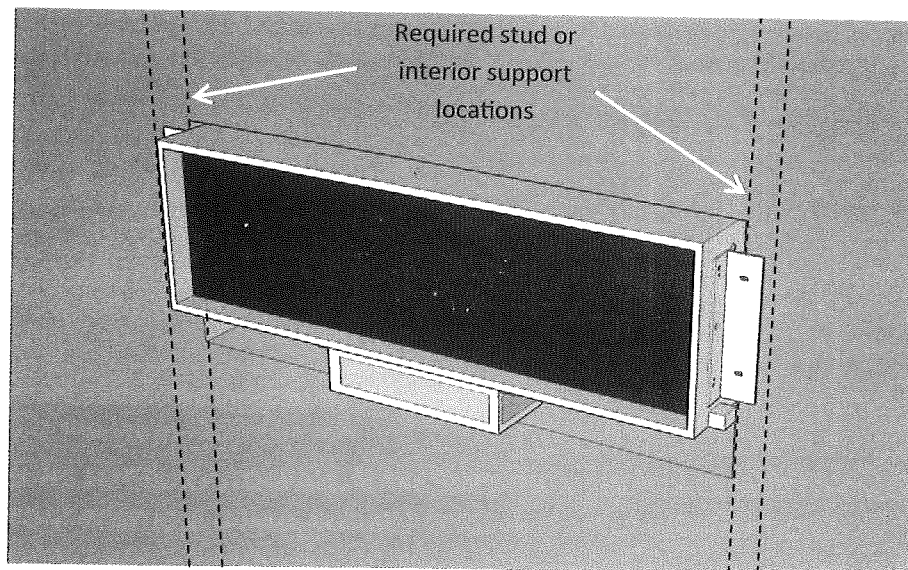 Required stud or
interior support
locations